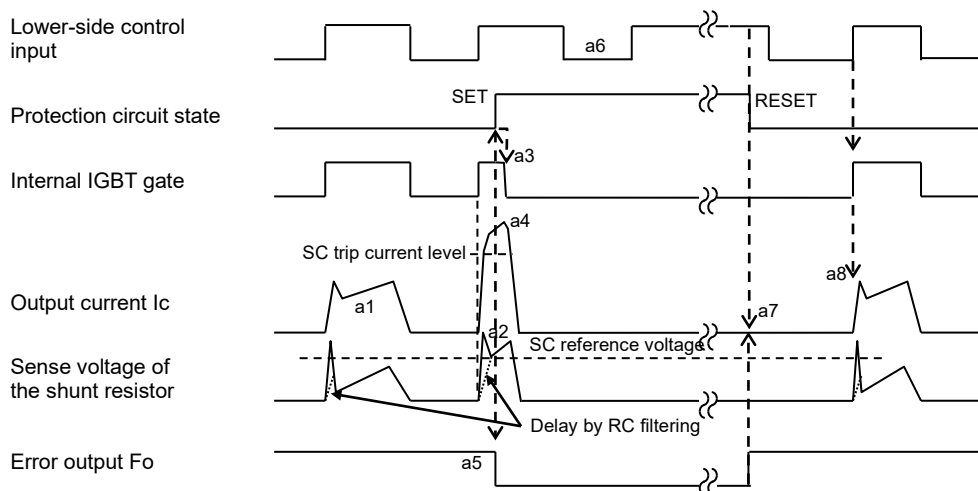 Lower-side control
input
a6
SET
RESET
Protection circuit state
a3
Internal IGBT gate
a4
SC trip current level
a8
Output current Ic
a1
a7
a2
SC reference voltage
Sense voltage of
the shunt resistor
Delay by RC filtering
Error output Fo
a5